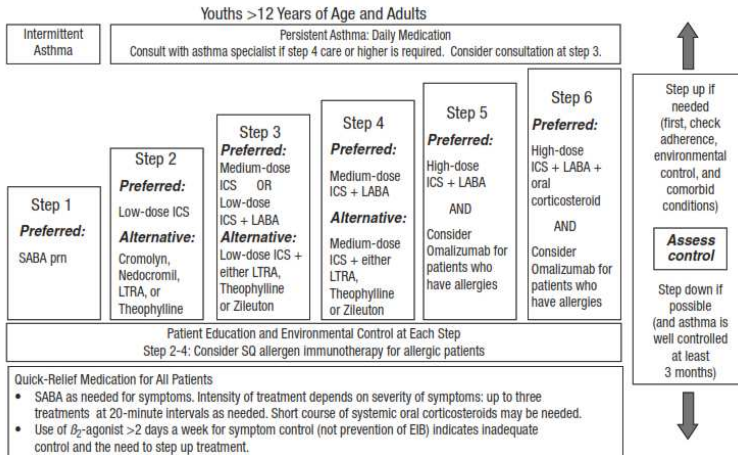 Youths >12 Years of Age and Adults
Intermittent
Asthma
Persistent Asthma: Daily Medication
Consult with asthma specialist if step 4 care or higher is required. Consider consultation at step 3.
Step 1
Preferred:
SABA prn
Step 2
Preferred:
Low-dose ICS
Alternative:
Cromolyn,
Nedocromil,
LTRA, or
Theophylline
Step 3
Preferred:
Medium-dose
ICS OR
Low-dose
ICS + LABA
Alternative:
Low-dose ICS +
either LTRA,
Theophylline
or Zileuton
Step 4
Preferred:
Medium-dose
ICS + LABA
Alternative:
Medium-dose
ICS + either
LTRA,
Theophylline
or Zileuton
Step 5
Preferred:
High-dose
ICS + LABA
AND
Consider
Omalizumab for
patients who
have allergies
Step 6
Preferred:
High-dose
ICS + LABA +
oral
corticosteroid
AND
Consider
Omalizumab for
patients who
have allergies
Step up if
needed
(first, check
adherence,
environmental
control, and
comorbid
conditions)
Assess
control
Step down if
possible
(and asthma is
well controlled
at least
3 months)
Patient Education and Environmental Control at Each Step
Step 2-4: Consider SQ allergen immunotherapy for allergic patients
Quick-Relief Medication for All Patients
• SABA as needed for symptoms. Intensity of treatment depends on severity of symptoms: up to three
treatments at 20-minute intervals as needed. Short course of systemic oral corticosteroids may be needed.
• Use of β2-agonist >2 days a week for symptom control (not prevention of EIB) indicates inadequate
control and the need to step up treatment.